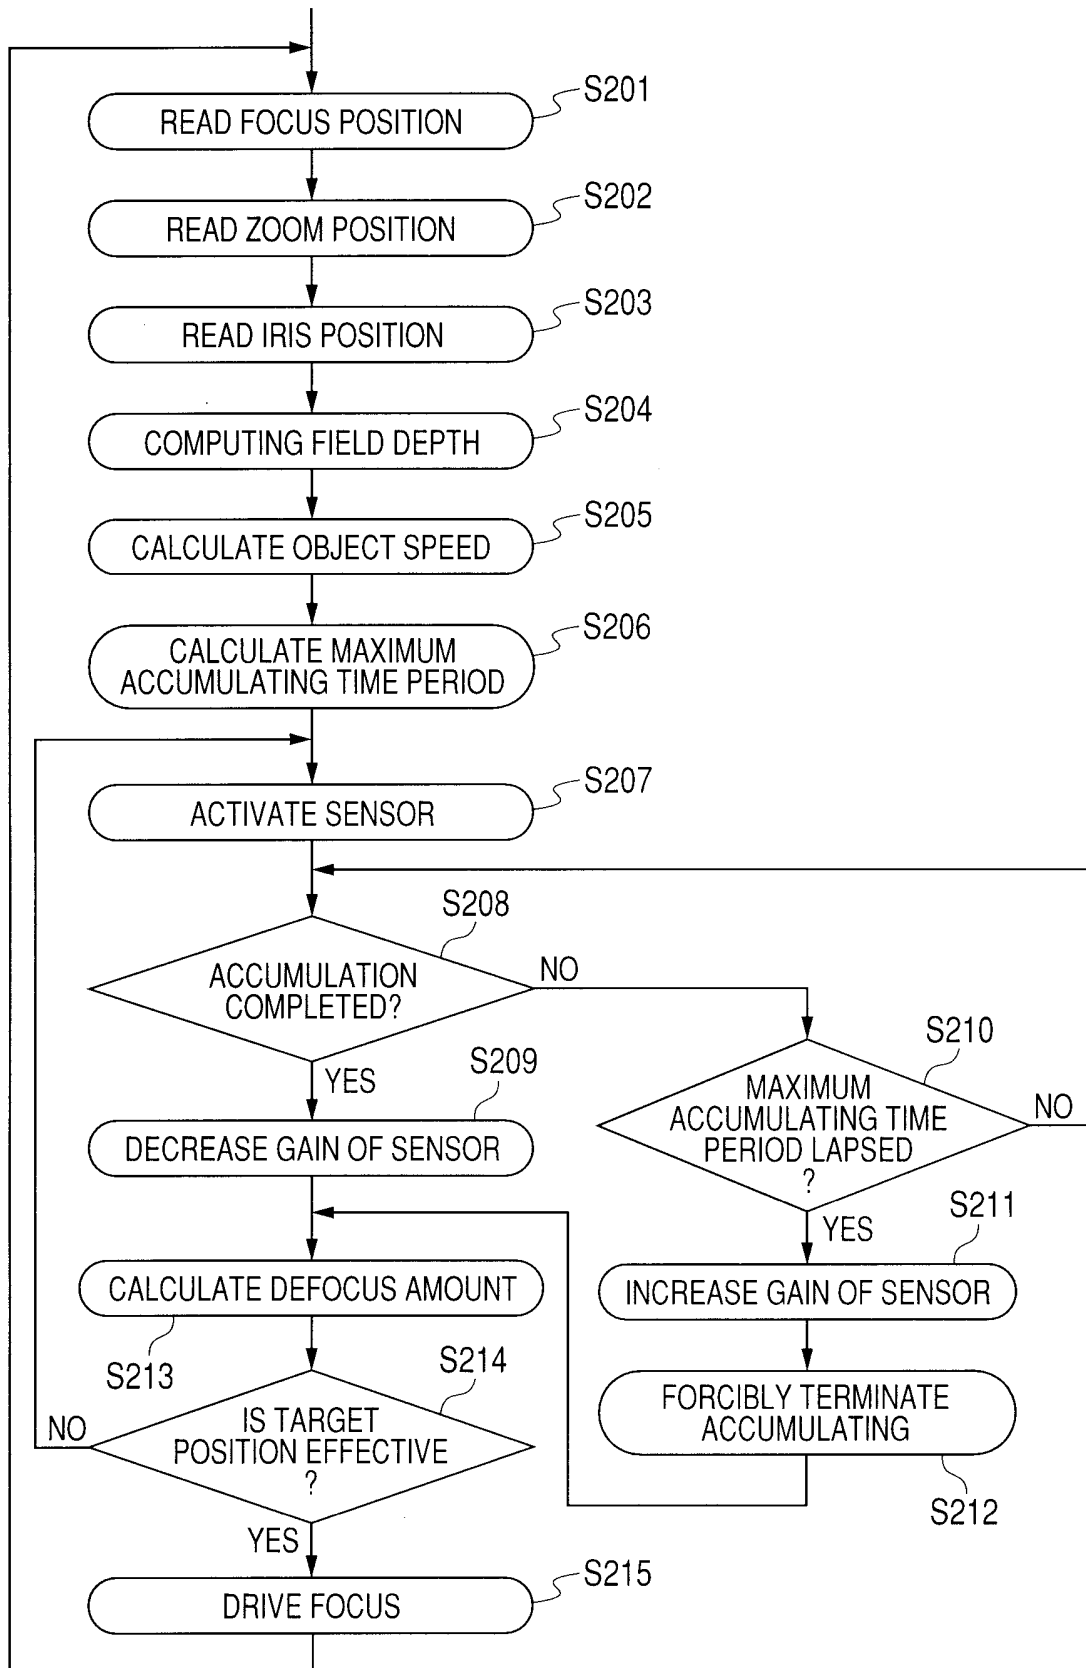 S201
READ FOCUS POSITION
S202
READ ZOOM POSITION
S203
READ IRIS POSITION
S204
COMPUTING FIELD DEPTH
S205
CALCULATE OBJECT SPEED
S206
CALCULATE MAXIMUM
ACCUMULATING TIME PERIOD
S207
ACTIVATE SENSOR
S208
ACCUMULATION
COMPLETED?
NO
YES
S209
DECREASE GAIN OF SENSOR
S210
MAXIMUM
ACCUMULATING TIME
PERIOD LAPSED
?
NO
YES
S211
INCREASE GAIN OF SENSOR
S212
FORCIBLY TERMINATE
ACCUMULATING
CALCULATE DEFOCUS AMOUNT
S213
S214
IS TARGET
POSITION EFFECTIVE
?
NO
YES
S215
DRIVE FOCUS